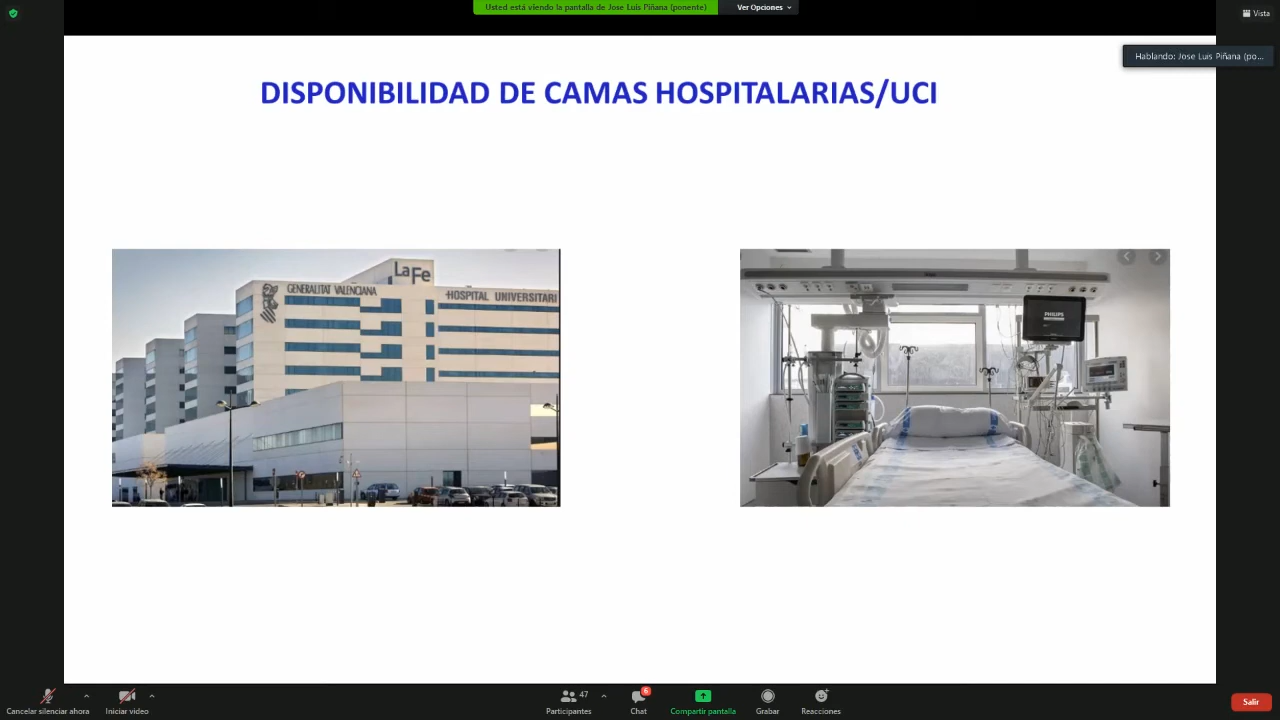 Usted está viendo la pantalla de Jose Luis Piñana (ponente)
Ver Opciones
Vista
Hablando: Jose Luis Piñana (po...
DISPONIBILIDAD DE CAMAS HOSPITALARIAS/UCI
La Fe
GENERALITAT VALENCIANA
HOSPITAL UNIVERSITARI
PHILIPS
Cancelar silenciar ahora
Iniciar video
Participantes
47
Chat
6
Compartir pantalla
Grabar
Reacciones
Salir